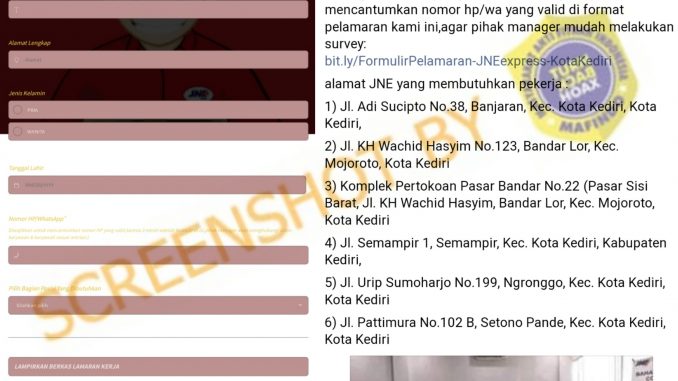 Alamat Lengkap
Alamat
Jenis Kelamin
PRIA
WANITA
Tanggal Lahir
Nomor HP/WhatsApp
Pilih Bagian Posisi Yang Dibutuhkan
Silahkan pilih
LAMPIRKAN BERKAS LAMARAN KERJA
SCREENSHOT BY
mencantumkan nomor hp/wa yang valid di format
pelamaran kami ini,agar pihak manager mudah melakukan
survey:
bit.ly/FormulirPelamaran-JNEexpress-KotaKediri
alamat JNE yang membutuhkan pekerja :
1) Jl. Adi Sucipto No.38, Banjaran, Kec. Kota Kediri, Kota
Kediri,
2) Jl. KH Wachid Hasyim No.123, Bandar Lor, Kec.
Mojoroto, Kota Kediri
3) Komplek Pertokoan Pasar Bandar No.22 (Pasar Sisi
Barat, Jl. KH Wachid Hasyim, Bandar Lor, Kec. Mojoroto,
Kota Kediri
4) Jl. Semampir 1, Semampir, Kec. Kota Kediri, Kabupaten
Kediri,
5) Jl. Urip Sumoharjo No.199, Ngronggo, Kec. Kota Kediri,
Kota Kediri
6) Jl. Pattimura No.102 B, Setono Pande, Kec. Kota Kediri,
Kota Kediri
TURN BACK HOAX
MAFINDO